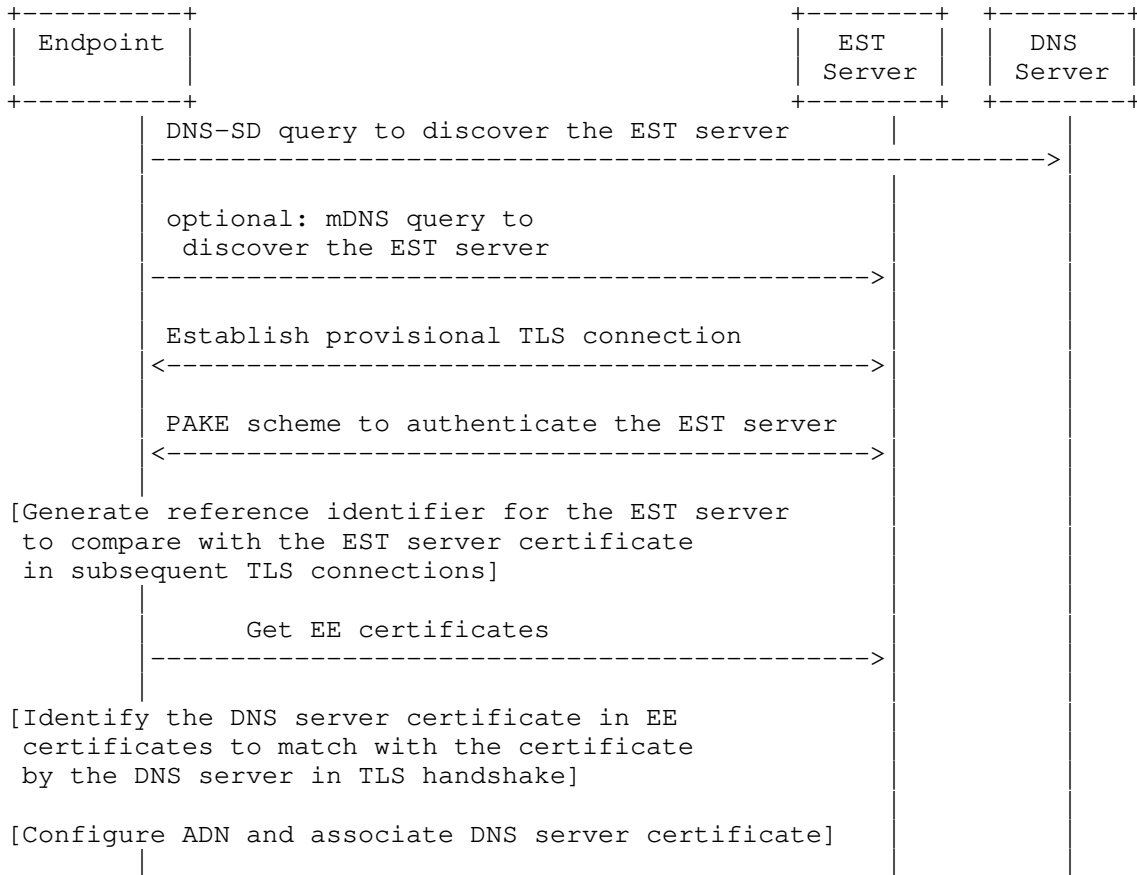 Endpoint EST DNS
Server Server
DNS-SD query to discover the EST server
optional: mDNS query to
discover the EST server
Establish provisional TLS connection
PAKE scheme to authenticate the EST server
[Generate reference identifier for the EST server
to compare with the EST server certificate
in subsequent TLS connections]
Get EE certificates
[Identify the DNS server certificate in EE
certificates to match with the certificate
by the DNS server in TLS handshake]
[Configure ADN and associate DNS server certificate]